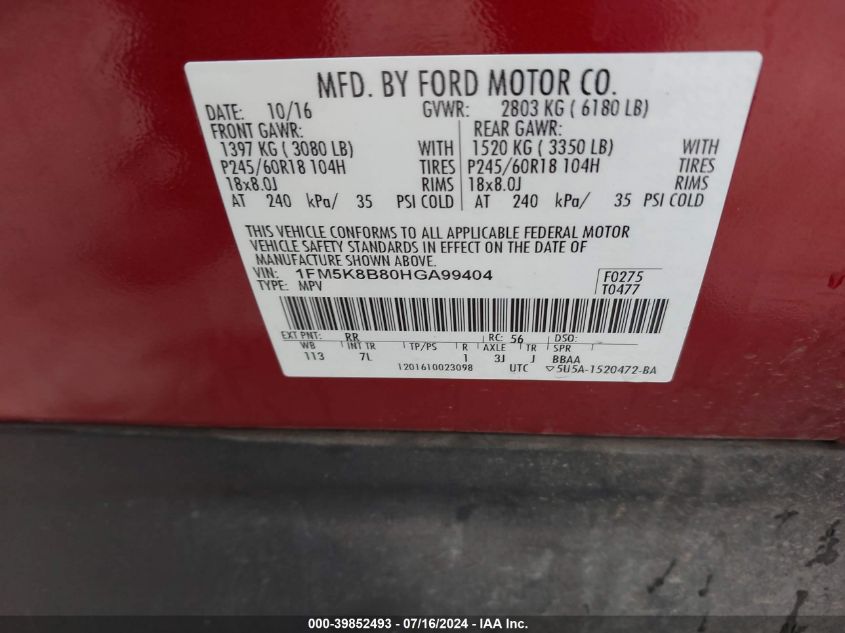 MFD. BY FORD MOTOR CO.
DATE: 10/16 GVWR: 2803 KG ( 6180 LB)
FRONT GAWR: REAR GAWR:
1397 KG ( 3080 LB) WITH 1520 KG ( 3350 LB) WITH
P245/60R18 104H TIRES P245/60R18 104H TIRES
18x8.0J RIMS 18x8.0J RIMS
AT 240 kPa/ 35 PSI COLD AT 240 kPa/ 35 PSI COLD
THIS VEHICLE CONFORMS TO ALL APPLICABLE FEDERAL MOTOR
VEHICLE SAFETY STANDARDS IN EFFECT ON THE DATE OF
MANUFACTURE SHOWN ABOVE.
VIN: 1FM5K8B80HGA99404 F0275
TYPE: MPV T0477
EXT PNT: RR RC: 56 DSO:
WB INT TR TP/PS R AXLE TR SPR
113 7L 1 3J J BBAA
1201610023098 UTC ▽5U5A-1520472-BA
000-39852493 / 07/16/2024 - IAA Inc.